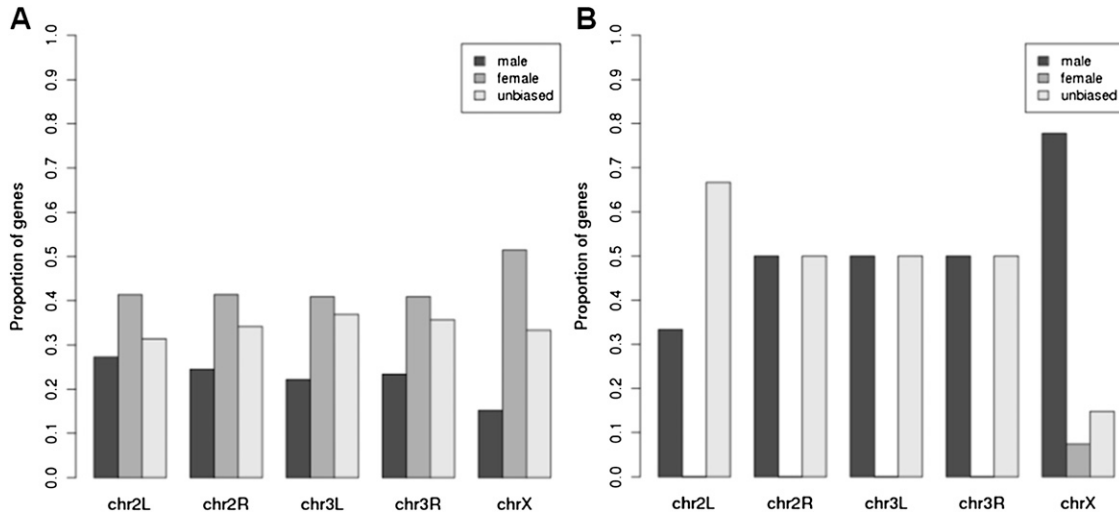 A
Proportion of genes
1.0
0.9
0.8
0.7
0.6
0.5
0.4
0.3
0.2
0.1
0.0
male
female
unbiased
chr2L chr2R chr3L chr3R chrX
B
Proportion of genes
1.0
0.9
0.8
0.7
0.6
0.5
0.4
0.3
0.2
0.1
0.0
male
female
unbiased
chr2L chr2R chr3L chr3R chrX